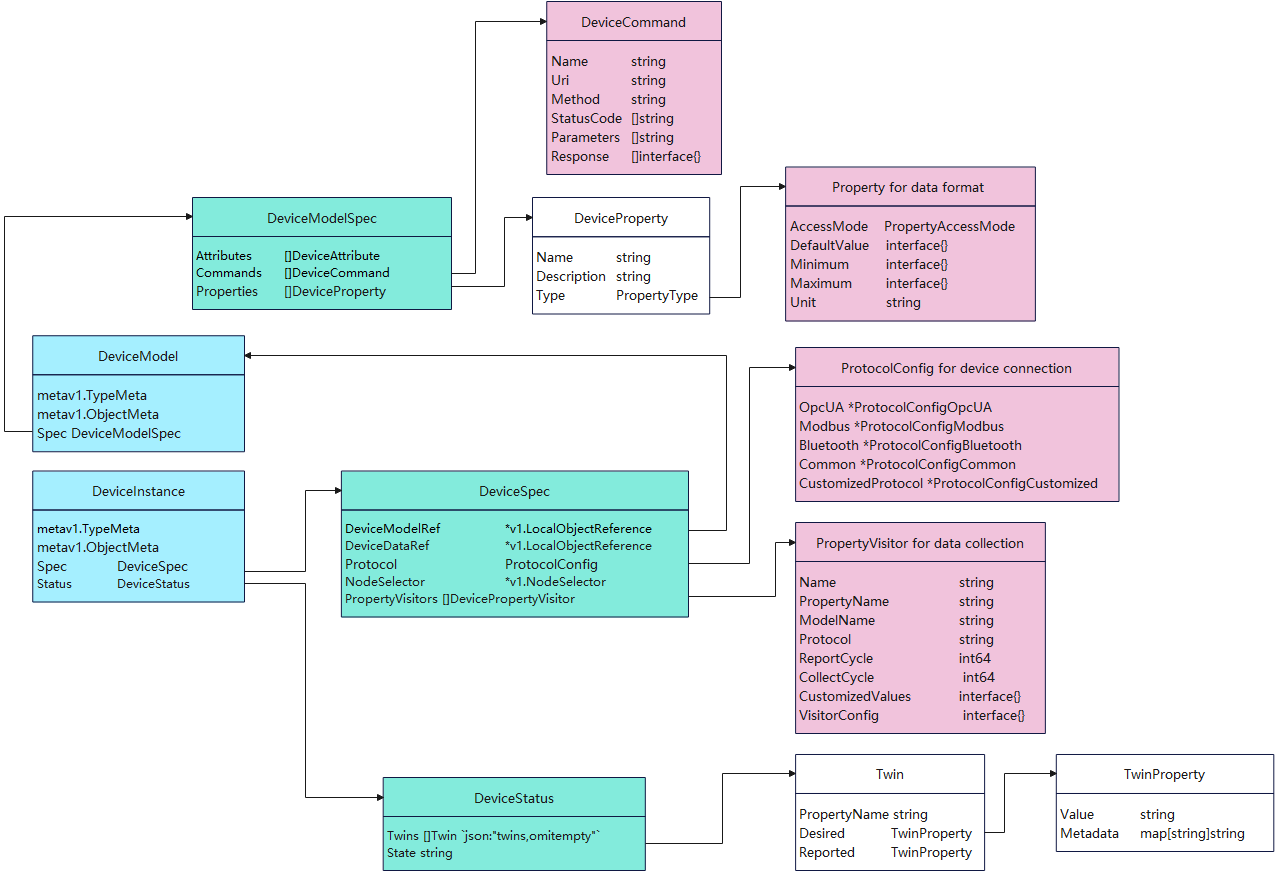 DeviceCommand
Name string
Uri string
Method string
StatusCode []string
Parameters []string
Response []interface{}
Property for data format
AccessMode PropertyAccessMode
DefaultValue interface{}
Minimum interface{}
Maximum interface{}
Unit string
DeviceModelSpec
Attributes []DeviceAttribute
Commands []DeviceCommand
Properties []DeviceProperty
DeviceProperty
Name string
Description string
Type PropertyType
DeviceModel
metav1.TypeMeta
metav1.ObjectMeta
Spec DeviceModelSpec
ProtocolConfig for device connection
OpcUA *ProtocolConfigOpcUA
Modbus *ProtocolConfigModbus
Bluetooth *ProtocolConfigBluetooth
Common *ProtocolConfigCommon
CustomizedProtocol *ProtocolConfigCustomized
DeviceInstance
metav1.TypeMeta
metav1.ObjectMeta
Spec DeviceSpec
Status DeviceStatus
DeviceSpec
DeviceModelRef *v1.LocalObjectReference
DeviceDataRef *v1.LocalObjectReference
Protocol ProtocolConfig
NodeSelector *v1.NodeSelector
PropertyVisitors []DevicePropertyVisitor
PropertyVisitor for data collection
Name string
PropertyName string
ModelName string
Protocol string
ReportCycle int64
CollectCycle int64
CustomizedValues interface{}
VisitorConfig interface{}
DeviceStatus
Twins []Twin `json:"twins,omitempty"`
State string
Twin
PropertyName string
Desired TwinProperty
Reported TwinProperty
TwinProperty
Value string
Metadata map[string]string